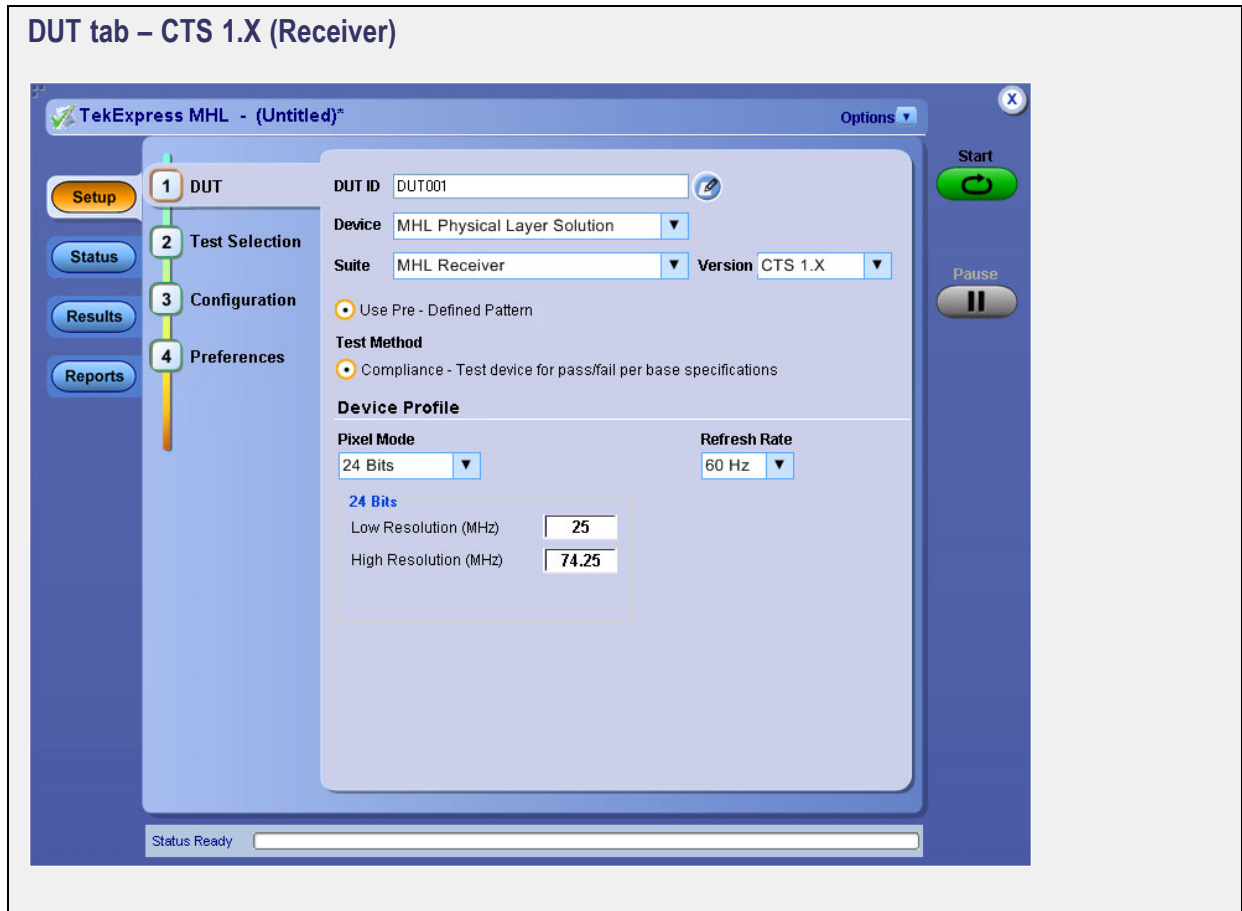 DUT tab – CTS 1.X (Receiver)
TekExpress MHL - (Untitled)*
Options
X
Start
Pause
Setup
Status
Results
Reports
1 DUT
2 Test Selection
3 Configuration
4 Preferences
DUT ID DUT001
Device MHL Physical Layer Solution
Suite MHL Receiver Version CTS 1.X
Use Pre - Defined Pattern
Test Method
Compliance - Test device for pass/fail per base specifications
Device Profile
Pixel Mode Refresh Rate
24 Bits 60 Hz
24 Bits
Low Resolution (MHz) 25
High Resolution (MHz) 74.25
Status Ready